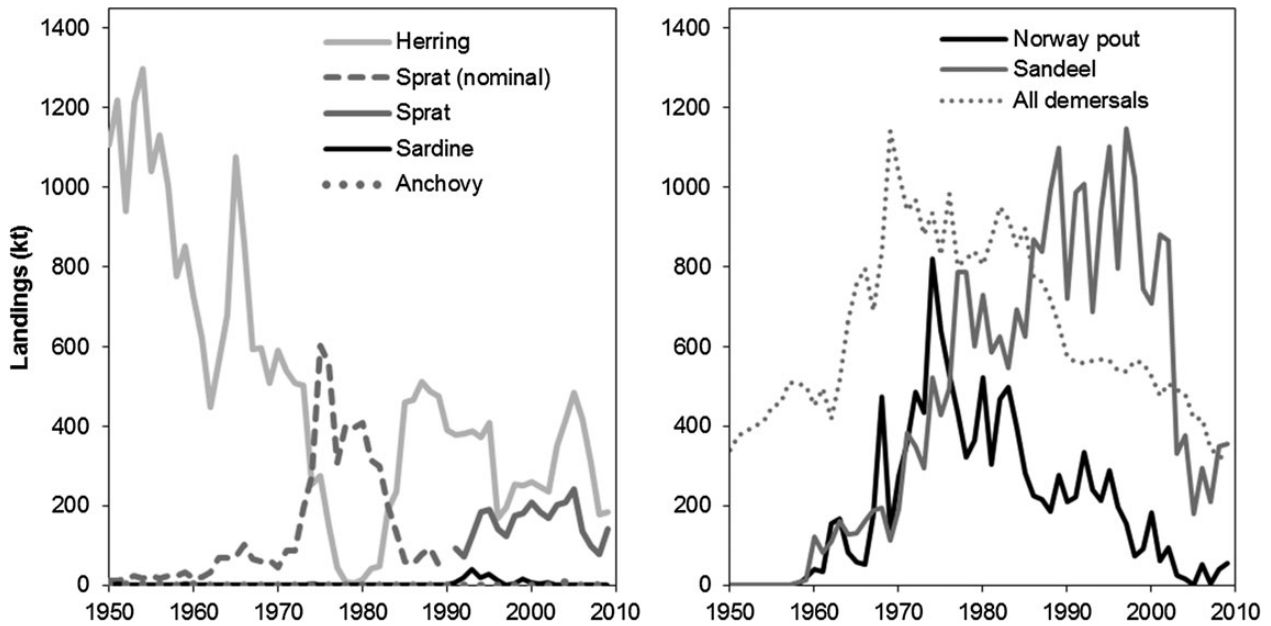 1400
1200
1000
800
600
400
200
0
Landings (kt)
Herring
Sprat (nominal)
Sprat
Sardine
Anchovy
1950 1960 1970 1980 1990 2000 2010
1400
1200
1000
800
600
400
200
0
Norway pout
Sandeel
All demersals
1950 1960 1970 1980 1990 2000 2010